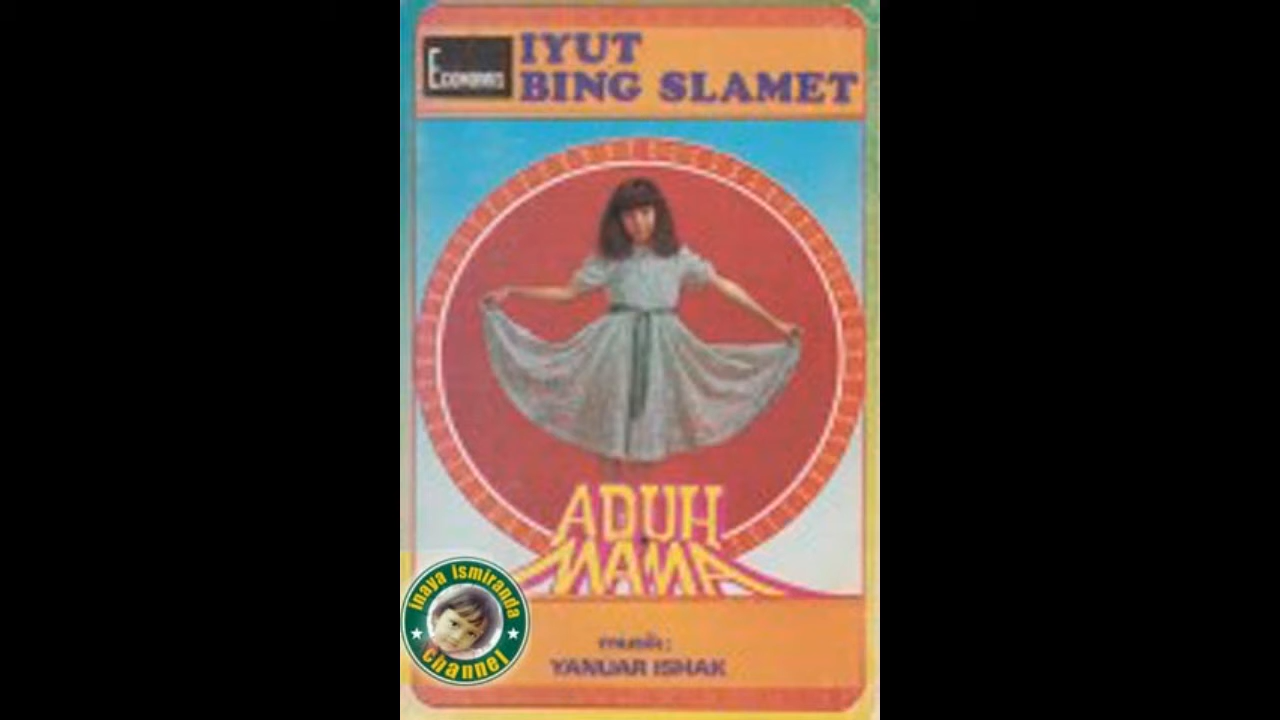 IYUT
BING SLAMET
ADUH
MAMA
musik:
YANUAR ISHAK
inaya ismiranda
channel